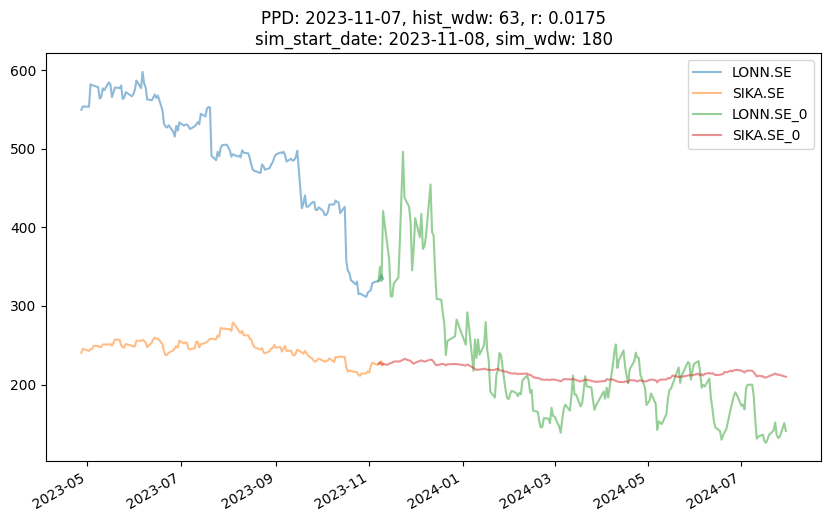 PPD: 2023-11-07, hist_wdw: 63, r: 0.0175
sim_start_date: 2023-11-08, sim_wdw: 180
LONN.SE
SIKA.SE
LONN.SE_0
SIKA.SE_0
600
500
400
300
200
2023-05
2023-07
2023-09
2023-11
2024-01
2024-03
2024-05
2024-07